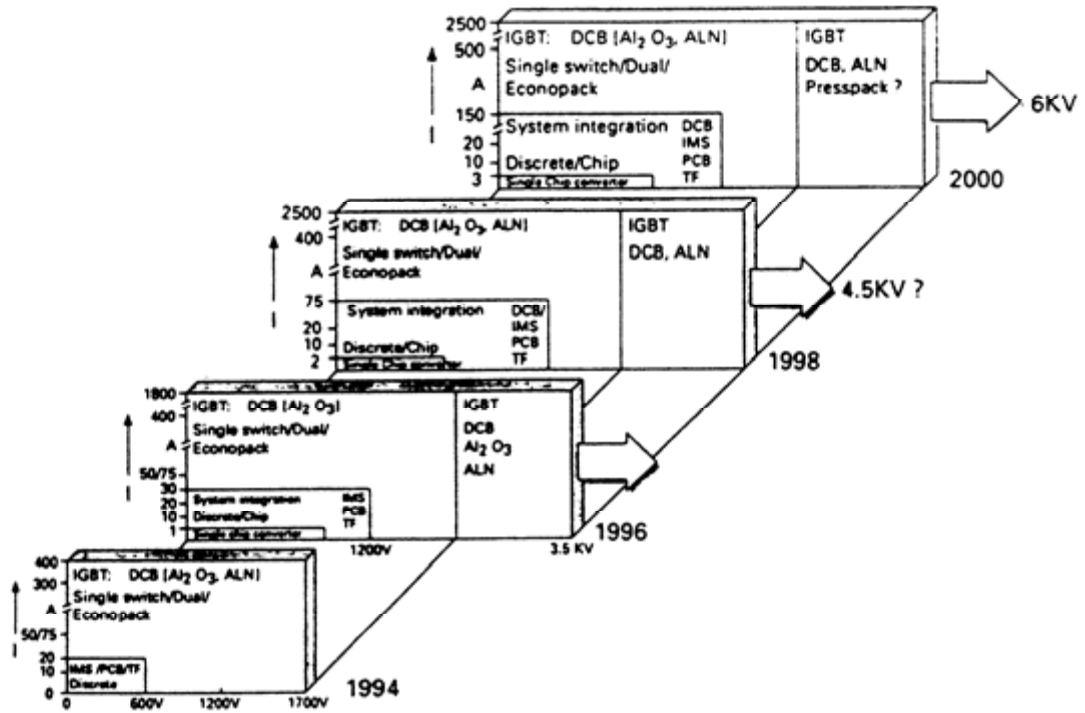 2500
500
A
150
20
10
3
I
IGBT: DCB [Al2 O3, ALN]
Single switch/Dual/
Econopack
System integration DCB
IMS
Discrete/Chip PCB
TF
Single Chip converter
IGBT
DCB, ALN
Presspack ?
6KV
2000
2500
400
A
75
20
10
2
I
IGBT: DCB [Al2 O3, ALN]
Single switch/Dual/
Econopack
System integration DCB/
IMS
Discrete/Chip PCB
TF
Single Chip converter
IGBT
DCB, ALN
4.5KV ?
1998
1800
400
A
50/75
30
20
10
1
I
IGBT: DCB [Al2 O3]
Single switch/Dual/
Econopack
System integration IMS
Discrete/Chip PCB
TF
Single chip converter
IGBT
DCB
Al2 O3
ALN
1200V
3.5 KV
1996
400
300
A
50/75
20
10
0
I
IGBT: DCB [Al2 O3, ALN]
Single switch/Dual/
Econopack
IMS /PCB/TF
Discrete
0 600V 1200V 1700V
1994